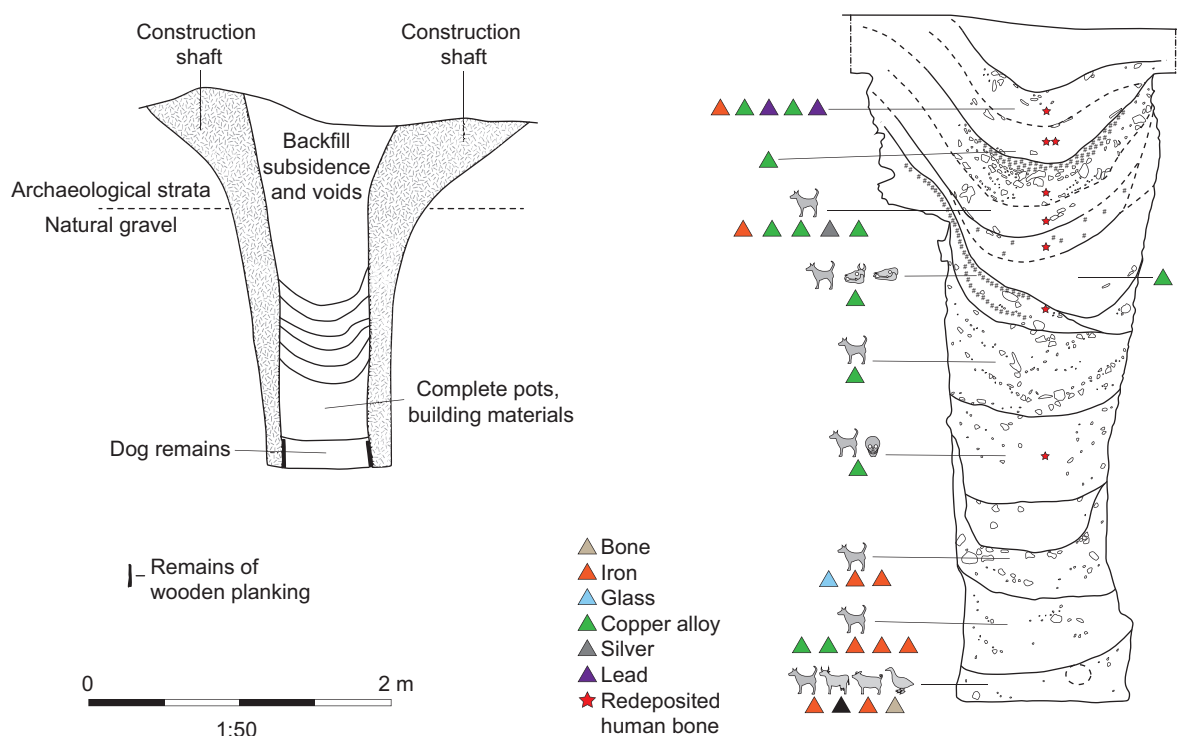 Construction
shaft
Construction
shaft
Backfill
subsidence
and voids
Archaeological strata
Natural gravel
Complete pots,
building materials
Dog remains
Remains of
wooden planking
0 2 m
1:50
Bone
Iron
Glass
Copper alloy
Silver
Lead
Redeposited
human bone